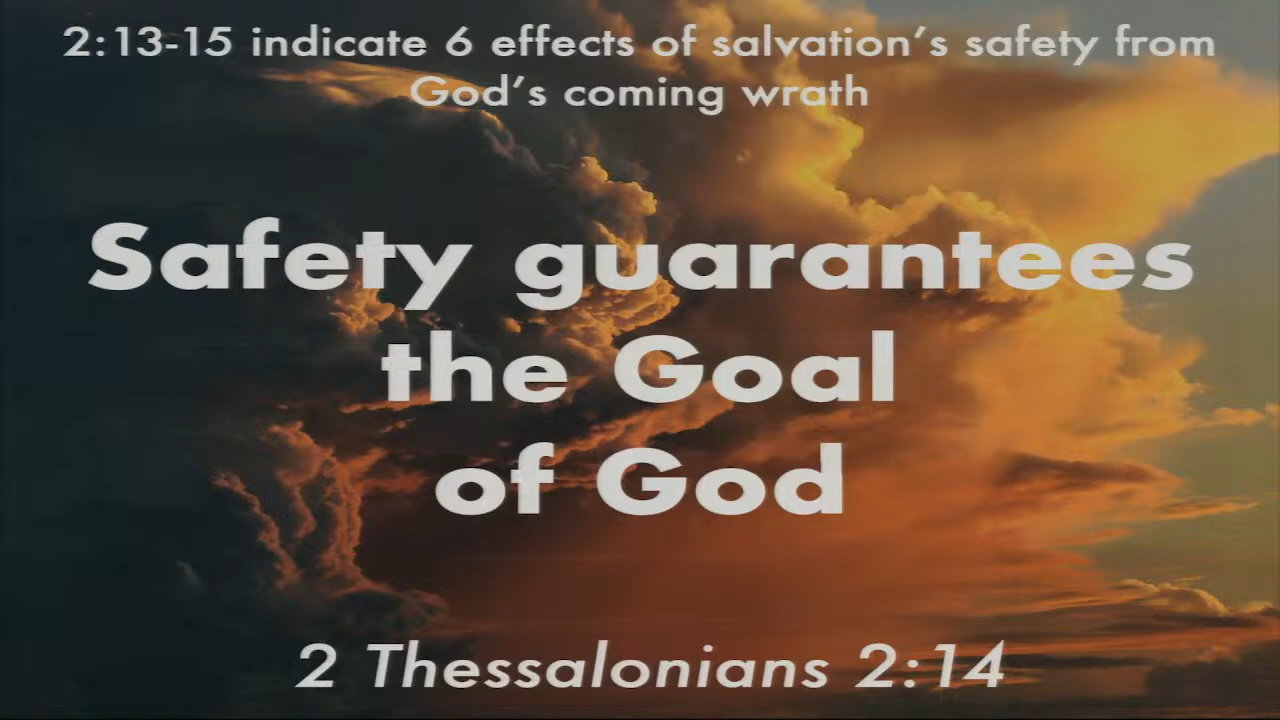 2:13-15 indicate 6 effects of salvation’s safety from
God’s coming wrath
Safety guarantees
the Goal
of God
2 Thessalonians 2:14